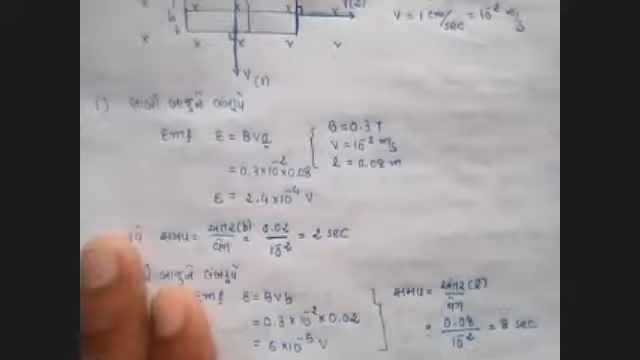 V(2)
V = 1 cm/sec = 10⁻² m/s
V(1)
i) લાંબી બાજુને લંબરૂપે
Emf ε = Bvl
B = 0.3 T
V = 10⁻² m/s
l = 0.08 m
= 0.3×10⁻²×0.08
ε = 2.4×10⁻⁴ V
સમય = અંતર(b)/વેગ = 0.02/10⁻² = 2 sec
બાજુને લંબરૂપે
Emf ε = Bvb
= 0.3 × 10⁻² × 0.02
= 6 × 10⁻⁵ V
સમય = અંતર(l)/વેગ
= 0.08/10⁻² = 8 sec